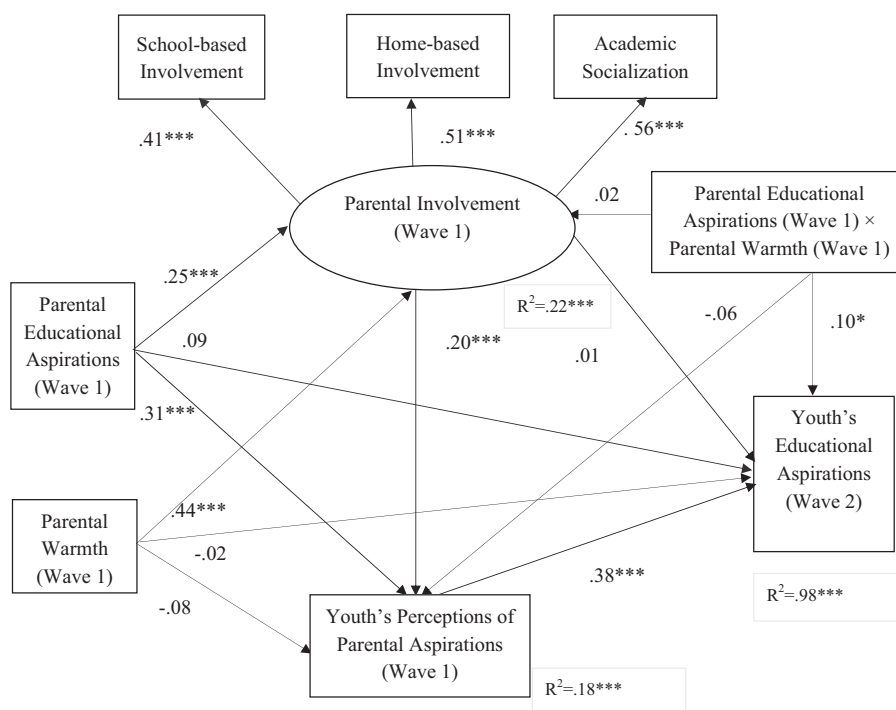 School-based
Involvement
Home-based
Involvement
Academic
Socialization
.41***
.51***
. 56***
Parental Involvement
(Wave 1)
.02
Parental Educational
Aspirations (Wave 1) ×
Parental Warmth (Wave 1)
.25***
R²=.22***
-.06
.10*
Parental
Educational
Aspirations
(Wave 1)
.09
.20***
.01
.31***
Youth's
Educational
Aspirations
(Wave 2)
Parental
Warmth
(Wave 1)
.44***
-.02
-.08
.38***
R²=.98***
Youth's Perceptions of
Parental Aspirations
(Wave 1)
R²=.18***